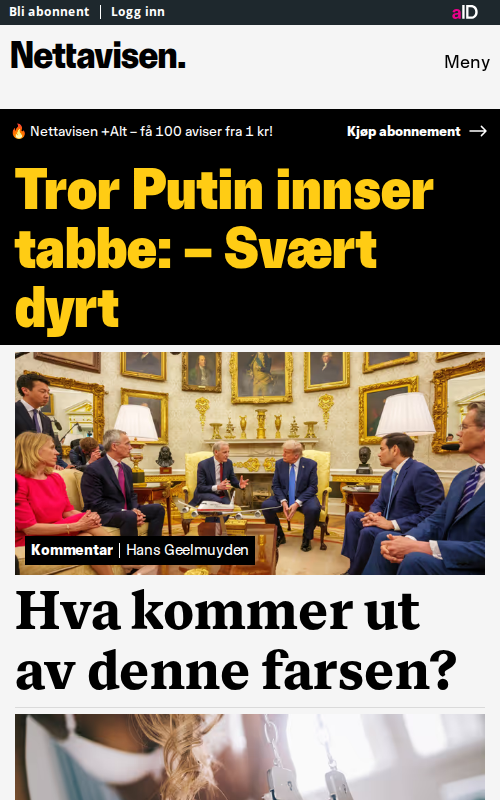 Bli abonnent | Logg inn aID
Nettavisen.
Meny
🔥 Nettavisen +Alt – få 100 aviser fra 1 kr! Kjøp abonnement →
Tror Putin innser
tabbe: – Svært
dyrt
Kommentar | Hans Geelmuyden
Hva kommer ut
av denne farsen?